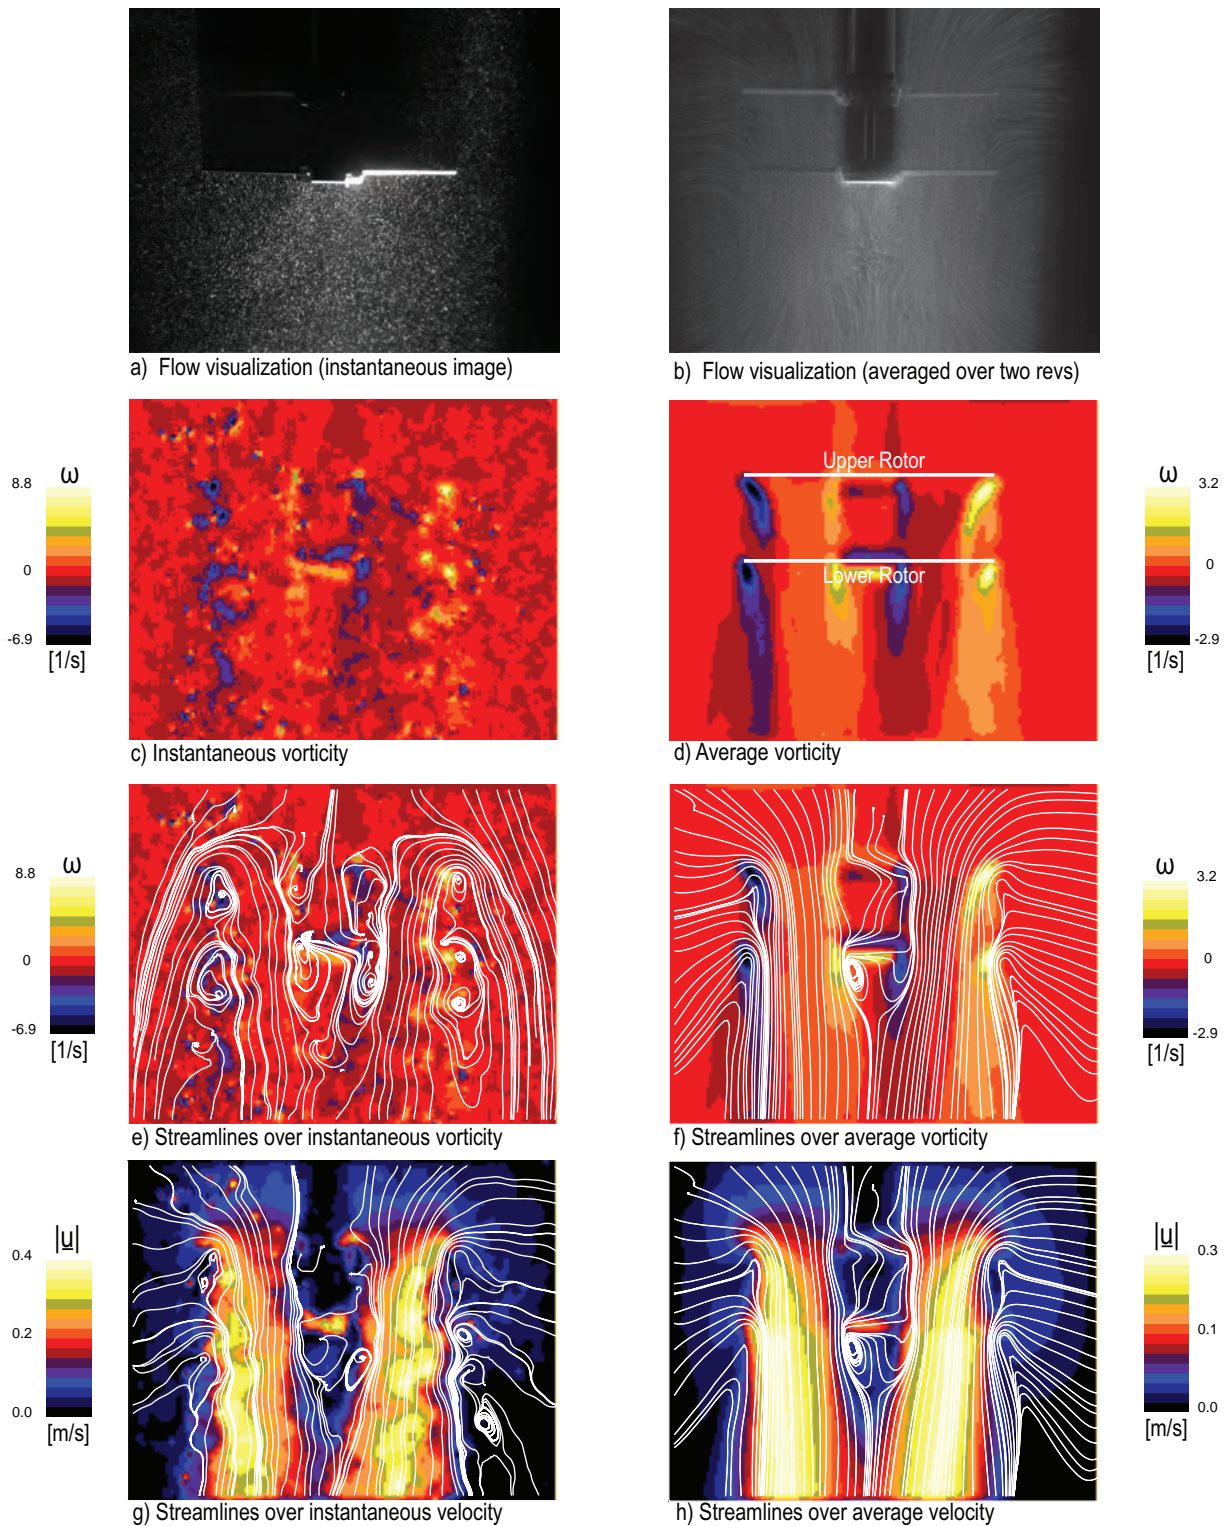 a) Flow visualization (instantaneous image)
b) Flow visualization (averaged over two revs)
ω
8.8
0
-6.9
[1/s]
Upper Rotor
Lower Rotor
ω
3.2
0
-2.9
[1/s]
c) Instantaneous vorticity
d) Average vorticity
ω
8.8
0
-6.9
[1/s]
ω
3.2
0
-2.9
[1/s]
e) Streamlines over instantaneous vorticity
f) Streamlines over average vorticity
|u|
0.4
0.2
0.0
[m/s]
|u|
0.3
0.1
0.0
[m/s]
g) Streamlines over instantaneous velocity
h) Streamlines over average velocity